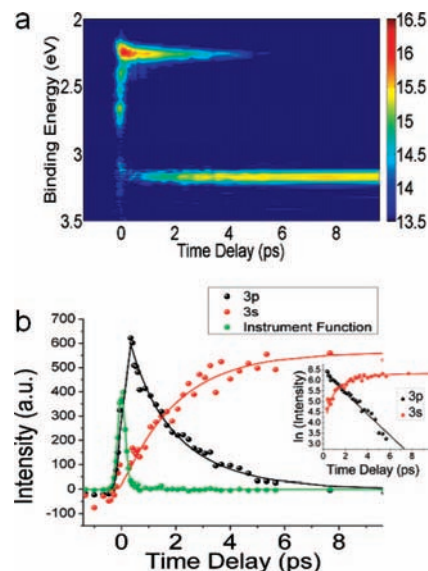 a
2
2.5
3
3.5
Binding Energy (eV)
0 2 4 6 8
Time Delay (ps)
16.5
16
15.5
15
14.5
14
13.5
3p
3s
Instrument Function
b
700
600
500
400
300
200
100
0
-100
Intensity (a.u.)
0 2 4 6 8
Time Delay (ps)
6.5
6.0
5.5
5.0
4.5
4.0
3.5
3.0
ln (Intensity)
3p
3s
0 2 4 6 8
Time Delay (ps)